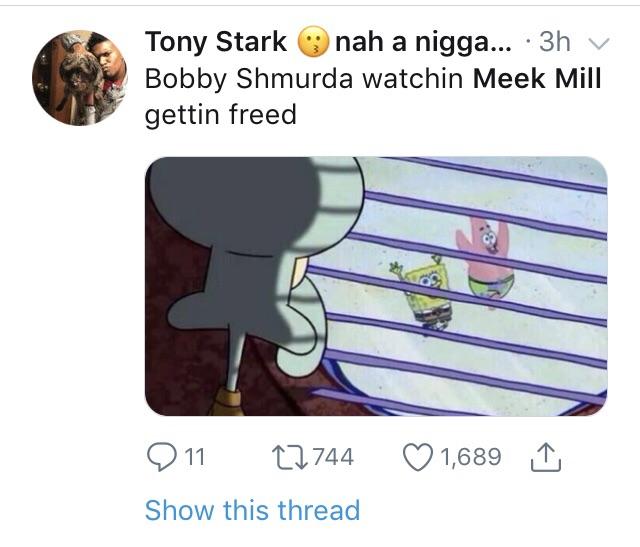 Tony Stark 😗 nah a nigga... · 3h
Bobby Shmurda watchin Meek Mill
gettin freed
11 744 1,689
Show this thread